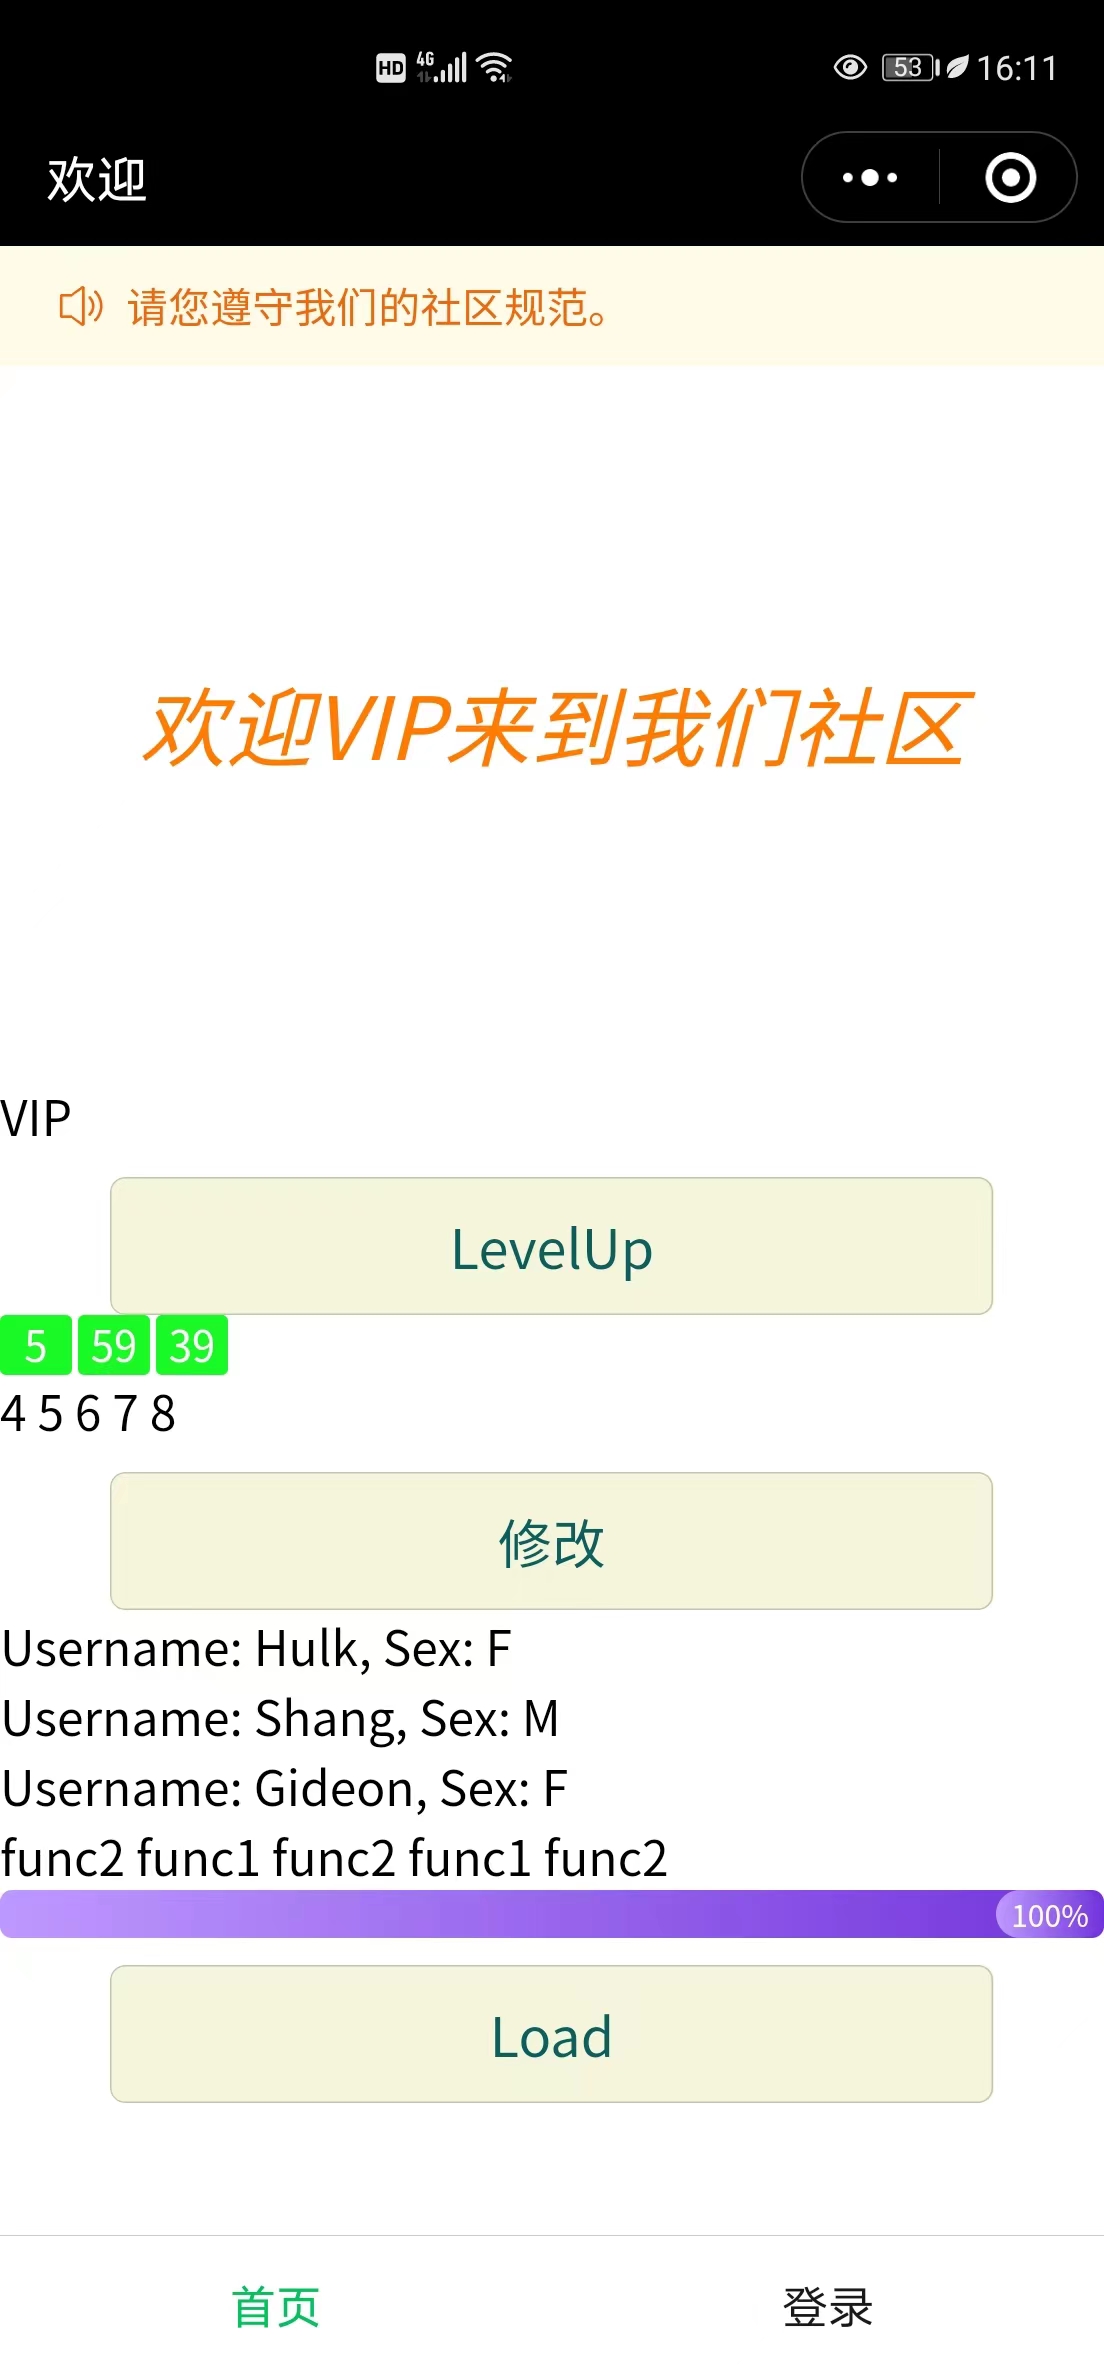 HD 4G 53 16:11
欢迎
请您遵守我们的社区规范。
欢迎VIP来到我们社区
VIP
LevelUp
5 59 39
4 5 6 7 8
修改
Username: Hulk, Sex: F
Username: Shang, Sex: M
Username: Gideon, Sex: F
func2 func1 func2 func1 func2
100%
Load
首页 登录